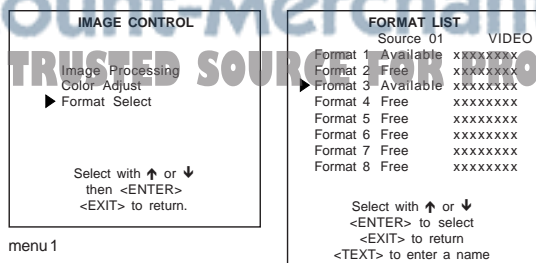 ount-Merchandi
TRUSTED SOURCE FOR PRO
IMAGE CONTROL
Image Processing
Color Adjust
Format Select
Select with ↑ or ↓
then <ENTER>
<EXIT> to return.
menu 1
FORMAT LIST
Source 01 VIDEO
Format 1 Available xxxxxxxx
Format 2 Free xxxxxxxx
Fromat 3 Available xxxxxxxx
Format 4 Free xxxxxxxx
Format 5 Free xxxxxxxx
Format 6 Free xxxxxxxx
Format 7 Free xxxxxxxx
Format 8 Free xxxxxxxx
Select with ↑ or ↓
<ENTER> to select
<EXIT> to return
<TEXT> to enter a name